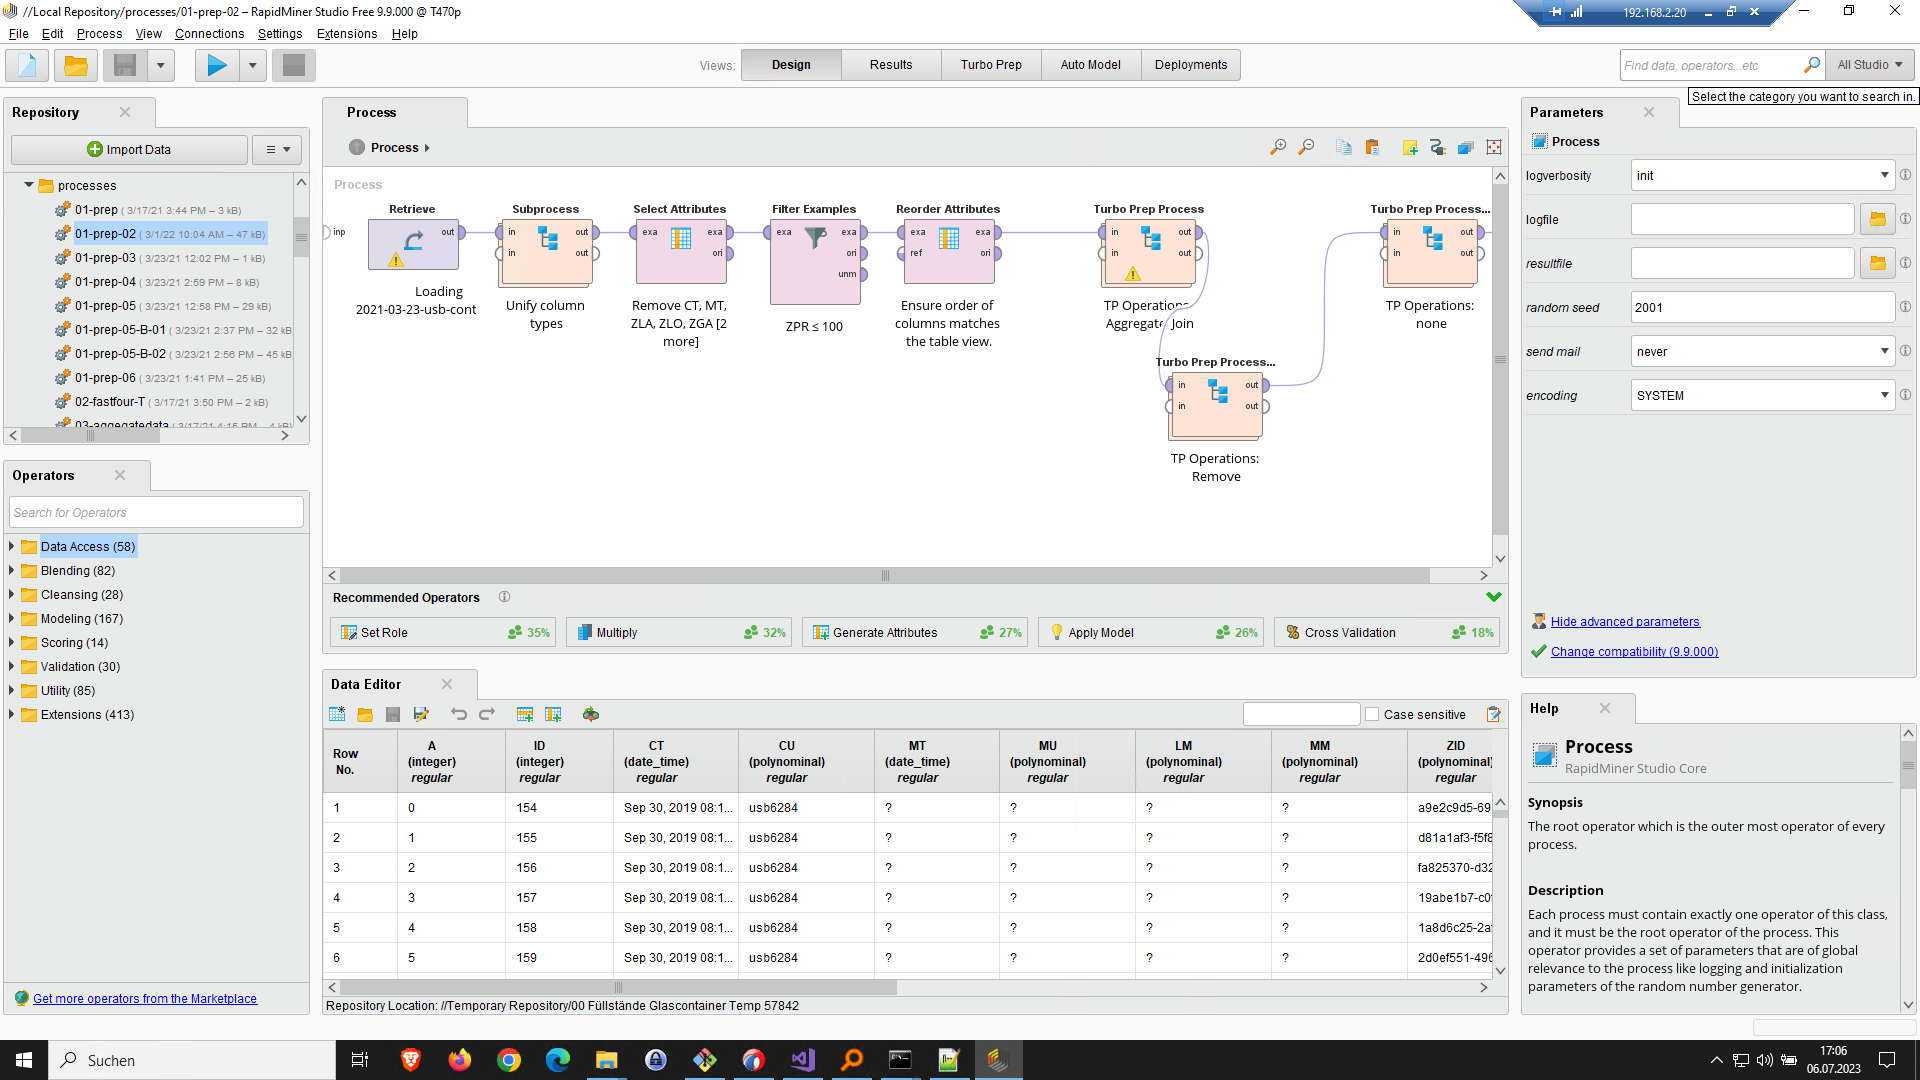 //Local Repository/processes/01-prep-02 – RapidMiner Studio Free 9.9.000 @ T470p
192.168.2.20
File Edit Process View Connections Settings Extensions Help
Views: Design Results Turbo Prep Auto Model Deployments
Find data, operators...etc
All Studio
Select the category you want to search in.
Repository
Import Data
processes
01-prep ( 3/17/21 3:44 PM – 3 kB)
01-prep-02 ( 3/1/22 10:04 AM – 47 kB)
01-prep-03 ( 3/23/21 12:02 PM – 1 kB)
01-prep-04 ( 3/23/21 2:59 PM – 8 kB)
01-prep-05 ( 3/23/21 12:58 PM – 29 kB)
01-prep-05-B-01 ( 3/23/21 2:37 PM – 32 kB
01-prep-05-B-02 ( 3/23/21 2:56 PM – 45 kB
01-prep-06 ( 3/23/21 1:41 PM – 25 kB)
02-fastfour-T ( 3/17/21 3:50 PM – 2 kB)
03-aggegatedata ( 3/17/21 4:15 PM – 4 kB)
Operators
Search for Operators
Data Access (58)
Blending (82)
Cleansing (28)
Modeling (167)
Scoring (14)
Validation (30)
Utility (85)
Extensions (413)
Get more operators from the Marketplace
Process
Process
Process
inp
Retrieve
out
Loading
2021-03-23-usb-cont
Subprocess
in out
in out
Unify column
types
Select Attributes
exa exa
ori
Remove CT, MT,
ZLA, ZLO, ZGA [2
more]
Filter Examples
exa exa
ori
unm
ZPR ≤ 100
Reorder Attributes
exa exa
ref ori
Ensure order of
columns matches
the table view.
Turbo Prep Process
in out
in out
TP Operations:
Aggregate, Join
Turbo Prep Process...
in out
in out
TP Operations:
Remove
Turbo Prep Process...
in out
in out
TP Operations:
none
Recommended Operators
Set Role 35%
Multiply 32%
Generate Attributes 27%
Apply Model 26%
Cross Validation 18%
Data Editor
Case sensitive
Row No. A (integer) regular ID (integer) regular CT (date_time) regular CU (polynominal) regular MT (date_time) regular MU (polynominal) regular LM (polynominal) regular MM (polynominal) regular ZID (polynominal) regular
1 0 154 Sep 30, 2019 08:1... usb6284 ? ? ? ? a9e2c9d5-69
2 1 155 Sep 30, 2019 08:1... usb6284 ? ? ? ? d81a1af3-f5f8
3 2 156 Sep 30, 2019 08:1... usb6284 ? ? ? ? fa825370-d32
4 3 157 Sep 30, 2019 08:1... usb6284 ? ? ? ? 19abe1b7-c0
5 4 158 Sep 30, 2019 08:1... usb6284 ? ? ? ? 1a8d6c25-2a
6 5 159 Sep 30, 2019 08:1... usb6284 ? ? ? ? 2d0ef551-496
Repository Location: //Temporary Repository/00 Füllstände Glascontainer Temp 57842
Parameters
Process
logverbosity init
logfile
resultfile
random seed 2001
send mail never
encoding SYSTEM
Hide advanced parameters
Change compatibility (9.9.000)
Help
Process
RapidMiner Studio Core
Synopsis
The root operator which is the outer most operator of every
process.
Description
Each process must contain exactly one operator of this class,
and it must be the root operator of the process. This
operator provides a set of parameters that are of global
relevance to the process like logging and initialization
parameters of the random number generator.
Suchen
17:06
06.07.2023